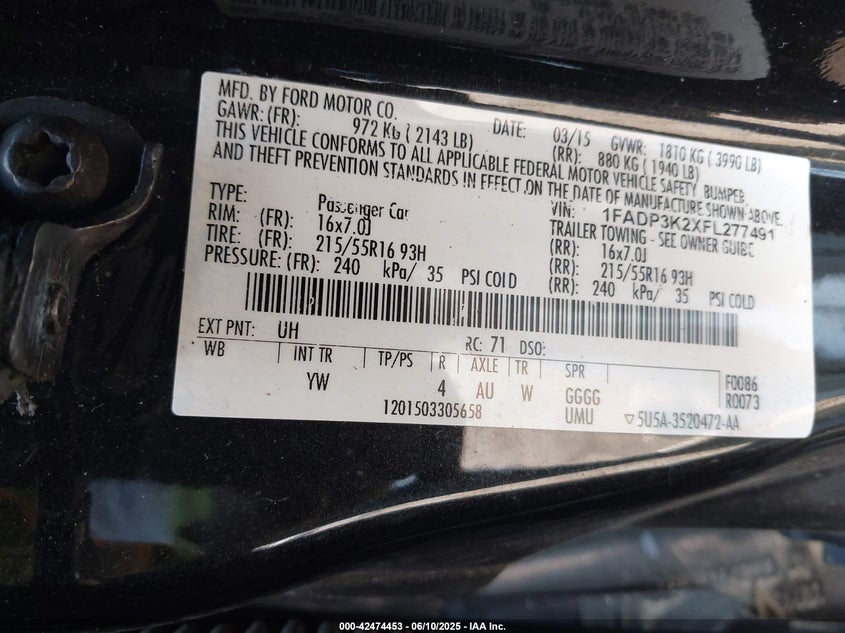 MFD. BY FORD MOTOR CO.
DATE: 03/15 GVWR: 1810 KG ( 3990 LB)
GAWR: (FR): 972 KG ( 2143 LB) (RR): 880 KG ( 1940 LB)
THIS VEHICLE CONFORMS TO ALL APPLICABLE FEDERAL MOTOR VEHICLE SAFETY, BUMPER,
AND THEFT PREVENTION STANDARDS IN EFFECT ON THE DATE OF MANUFACTURE SHOWN ABOVE.
VIN: 1FADP3K2XFL277491
TYPE: Passenger Car TRAILER TOWING - SEE OWNER GUIDE
RIM: (FR): 16x7.0J (RR): 16x7.0J
TIRE: (FR): 215/55R16 93H (RR): 215/55R16 93H
PRESSURE: (FR): 240 kPa/ 35 PSI COLD (RR): 240 kPa/ 35 PSI COLD
EXT PNT: UH RC: 71 DSO:
WB INT TR TP/PS R AXLE TR SPR
YW 4 AU W GGGG F0086
1201503305658 UMU R0073
▽5U5A-3520472-AA
000-42474453 - 06/10/2025 - IAA Inc.